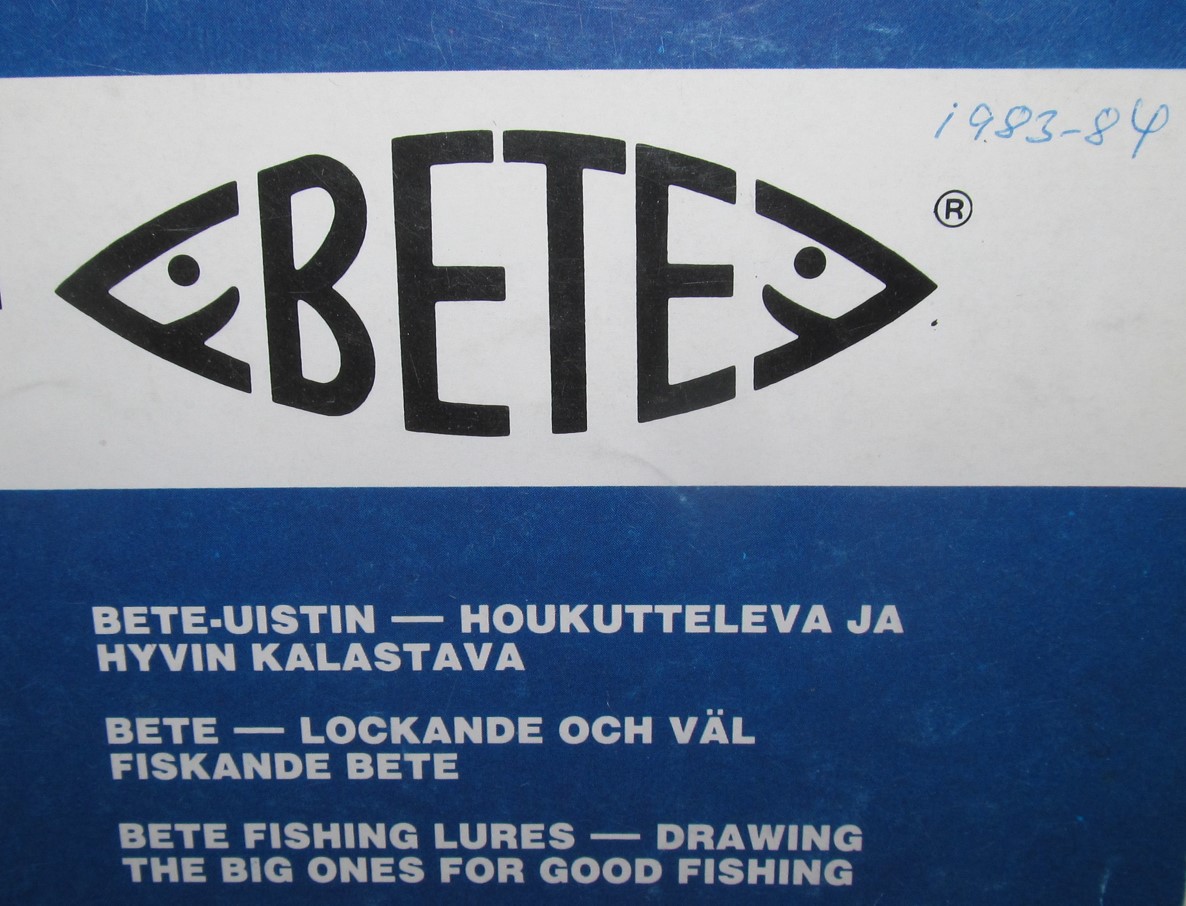 1983-84
BETE
®
BETE-UISTIN — HOUKUTTELEVA JA
HYVIN KALASTAVA
BETE — LOCKANDE OCH VÄL
FISKANDE BETE
BETE FISHING LURES — DRAWING
THE BIG ONES FOR GOOD FISHING